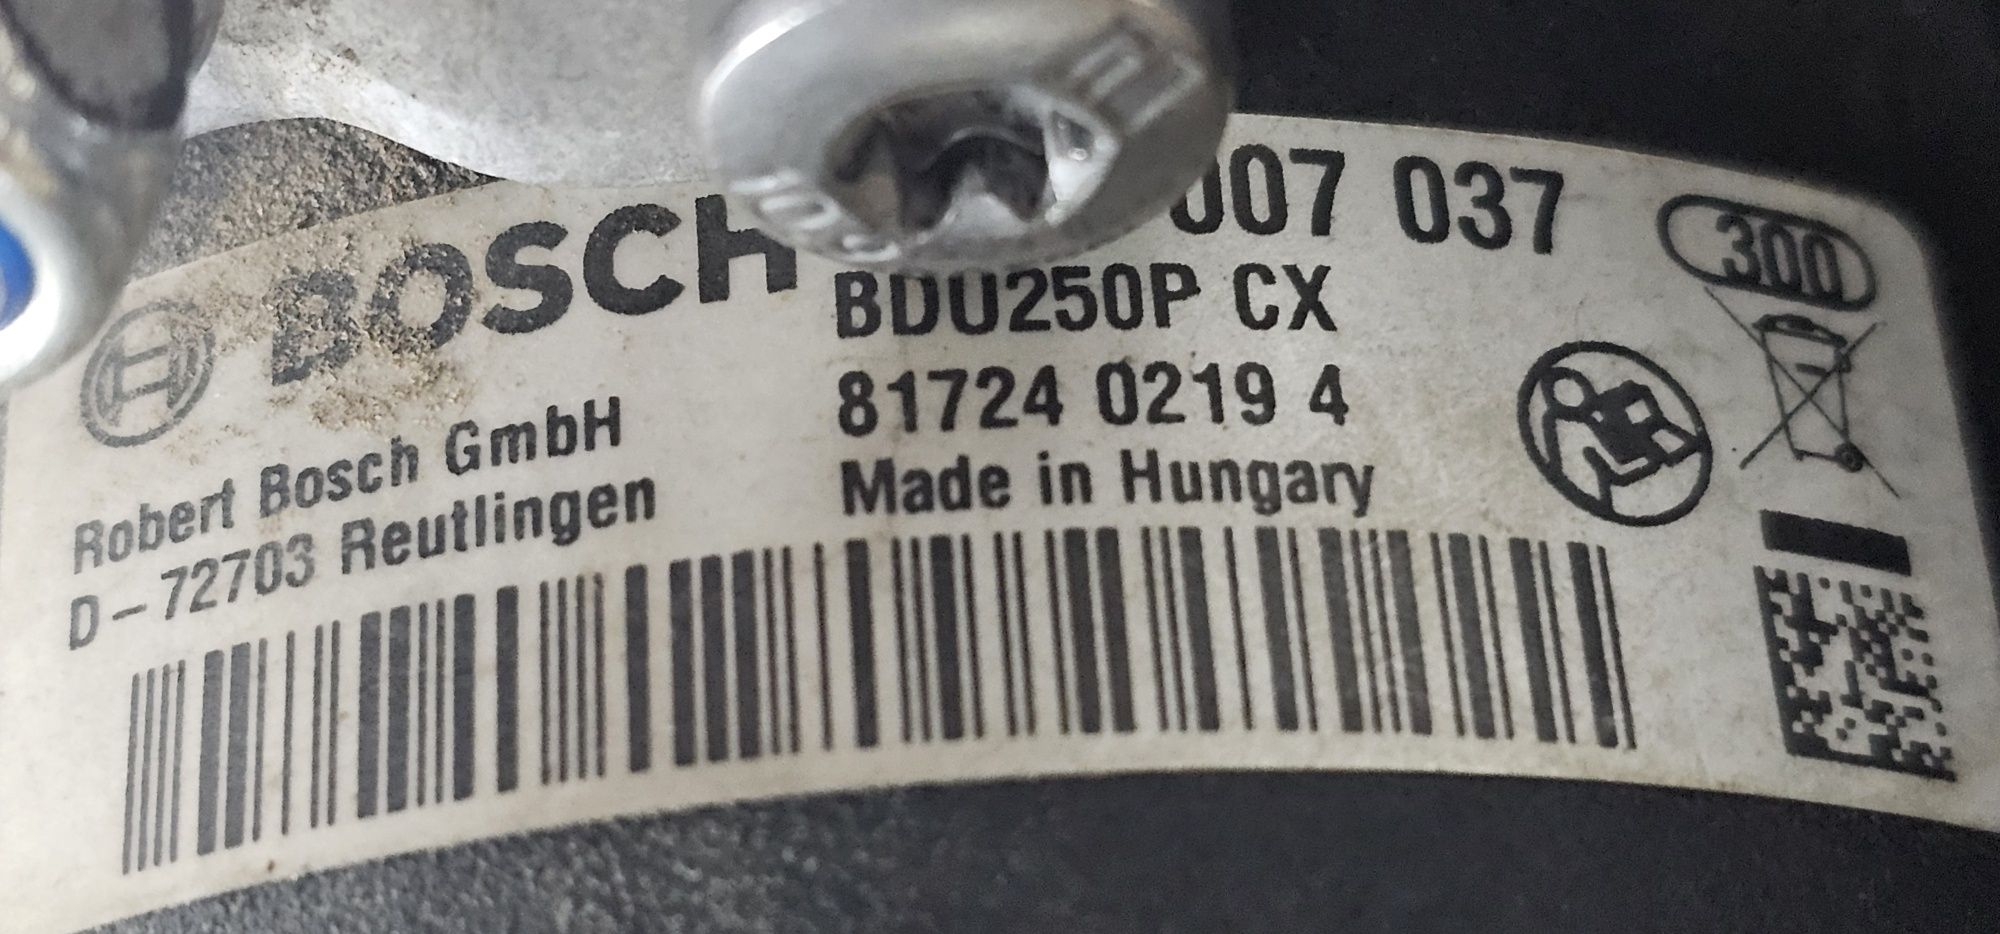 BOSCH
007 037
300
BDU250P CX
81724 0219 4
Made in Hungary
Robert Bosch GmbH
D-72703 Reutlingen